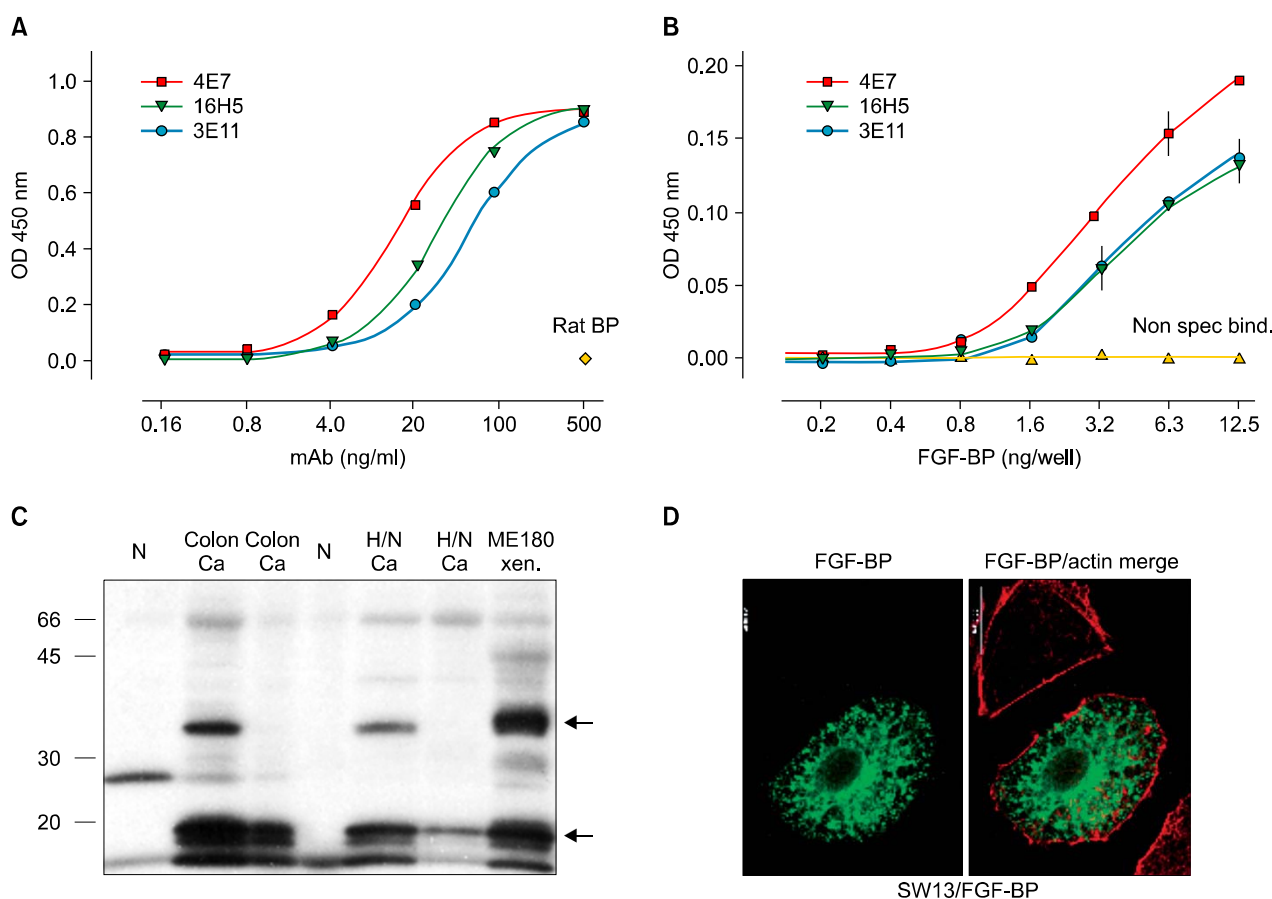 A
OD 450 nm
1.0
0.8
0.6
0.4
0.2
0.0
4E7
16H5
3E11
Rat BP
0.16 0.8 4.0 20 100 500
mAb (ng/ml)
B
OD 450 nm
0.20
0.15
0.10
0.05
0.00
4E7
16H5
3E11
Non spec bind.
0.2 0.4 0.8 1.6 3.2 6.3 12.5
FGF-BP (ng/well)
C
N Colon Ca Colon Ca N H/N Ca H/N Ca ME180 xen.
66
45
30
20
D
FGF-BP FGF-BP/actin merge
SW13/FGF-BP